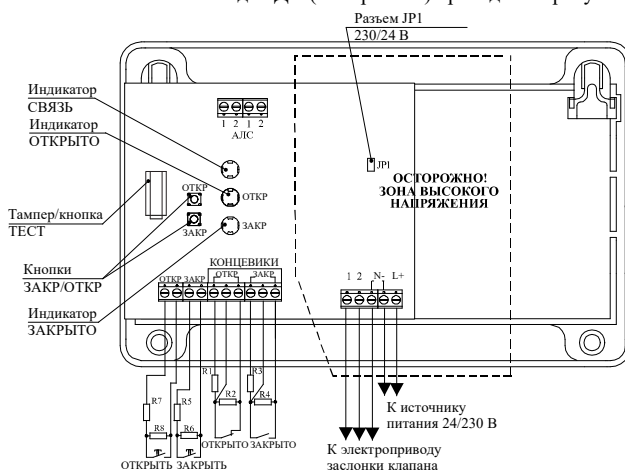 Разъем JP1
230/24 В
Индикатор
СВЯЗЬ
Индикатор
ОТКРЫТО
1 2 1 2
АЛС
JP1
ОСТОРОЖНО!
ЗОНА ВЫСОКОГО
НАПРЯЖЕНИЯ
ОТКР
ОТКР
Тампер/кнопка
ТЕСТ
ЗАКР
ЗАКР
Кнопки
ЗАКР/ОТКР
КОНЦЕВИКИ
ОТКР ЗАКР ОТКР ЗАКР
1 2 N- L+
Индикатор
ЗАКРЫТО
R1
R3
R2
R4
R7
R5
R8
R6
К источнику
питания 24/230 В
ОТКРЫТО ЗАКРЫТО
К электроприводу
заслонки клапана
ОТКРЫТЬ ЗАКРЫТЬ